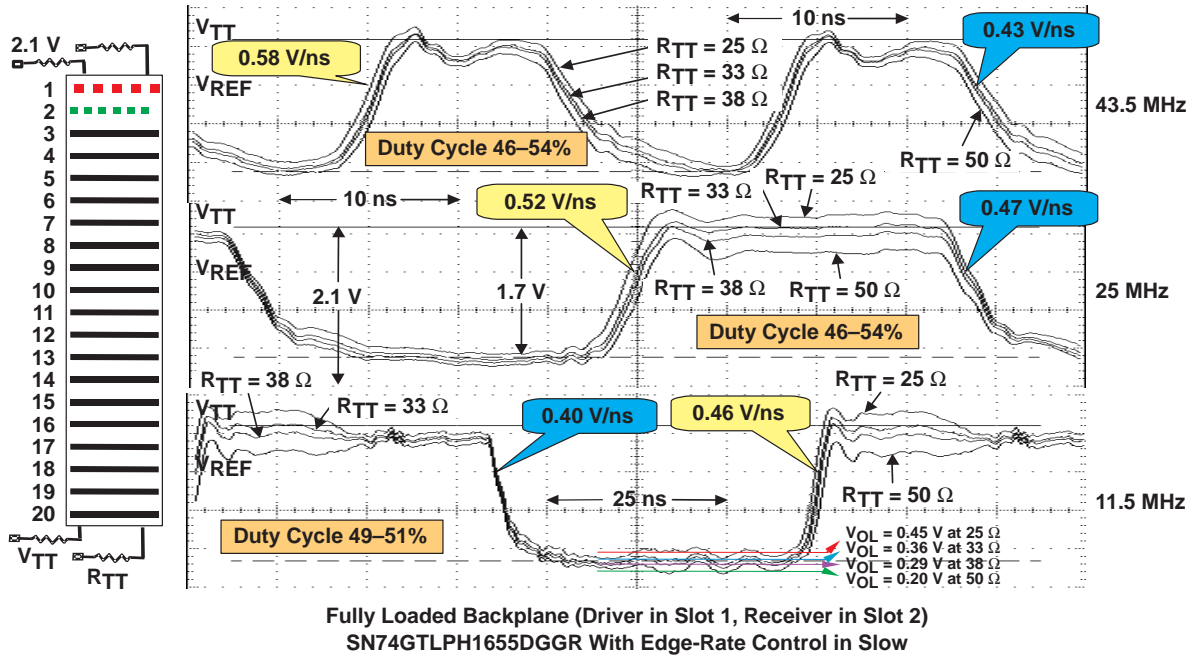 2.1 V
1
2
3
4
5
6
7
8
9
10
11
12
13
14
15
16
17
18
19
20
VTT
RTT
VTT
0.58 V/ns
VREF
10 ns
RTT = 25 Ω
RTT = 33 Ω
RTT = 38 Ω
0.43 V/ns
43.5 MHz
Duty Cycle 46–54%
RTT = 50 Ω
VTT
10 ns
0.52 V/ns
RTT = 33 Ω
RTT = 25 Ω
0.47 V/ns
VREF
2.1 V
1.7 V
RTT = 38 Ω
RTT = 50 Ω
25 MHz
Duty Cycle 46–54%
RTT = 38 Ω
VTT
RTT = 33 Ω
0.40 V/ns
0.46 V/ns
RTT = 25 Ω
VREF
25 ns
RTT = 50 Ω
11.5 MHz
Duty Cycle 49–51%
VOL = 0.45 V at 25 Ω
VOL = 0.36 V at 33 Ω
VOL = 0.29 V at 38 Ω
VOL = 0.20 V at 50 Ω
Fully Loaded Backplane (Driver in Slot 1, Receiver in Slot 2)
SN74GTLPH1655DGGR With Edge-Rate Control in Slow